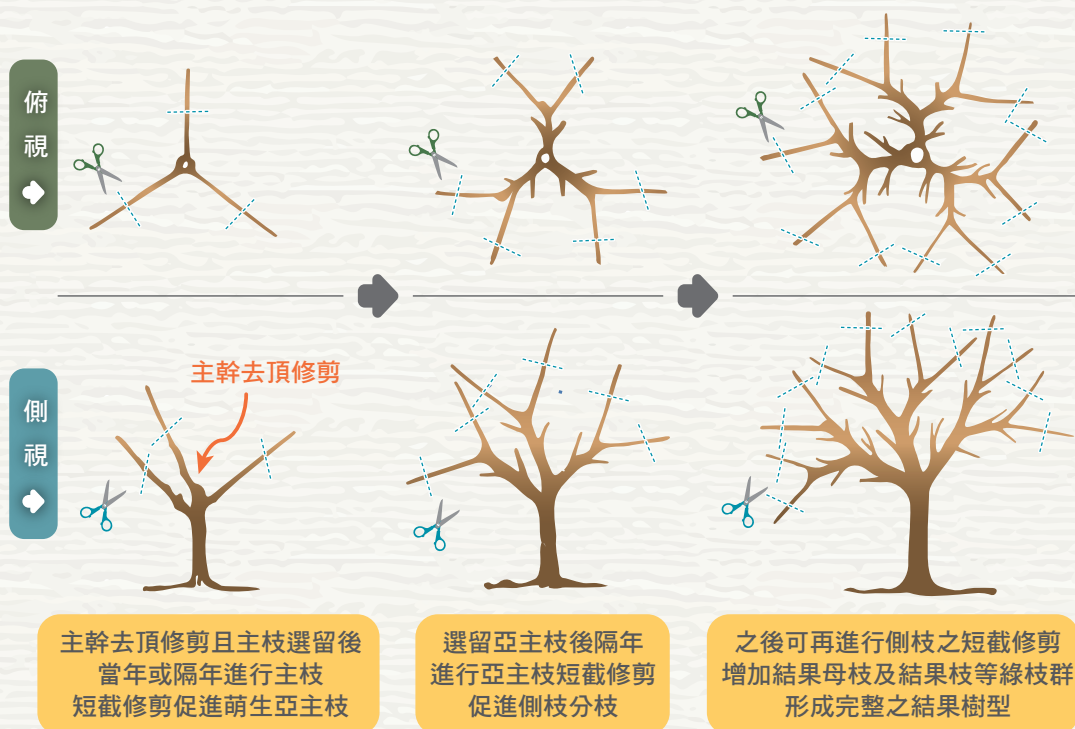 俯視
側視
主幹去頂修剪
主幹去頂修剪且主枝選留後
當年或隔年進行主枝
短截修剪促進萌生亞主枝
選留亞主枝後隔年
進行亞主枝短截修剪
促進側枝分枝
之後可再進行側枝之短截修剪
增加結果母枝及結果枝等綠枝群
形成完整之結果樹型